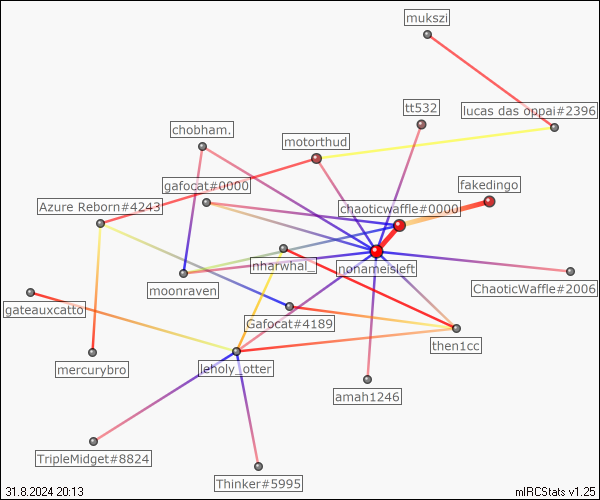 mukszi
tt532
lucas das oppai#2396
chobham.
motorthud
gafocat#0000
fakedingo
Azure Reborn#4243
chaoticwaffle#0000
nharwhal_
nonameisleft
moonraven
ChaoticWaffle#2006
gateauxcatto
Gafocat#4189
then1cc
mercurybro
leholy_otter
amah1246
TripleMidget#8824
Thinker#5995
31.8.2024 20:13
mIRCStats v1.25